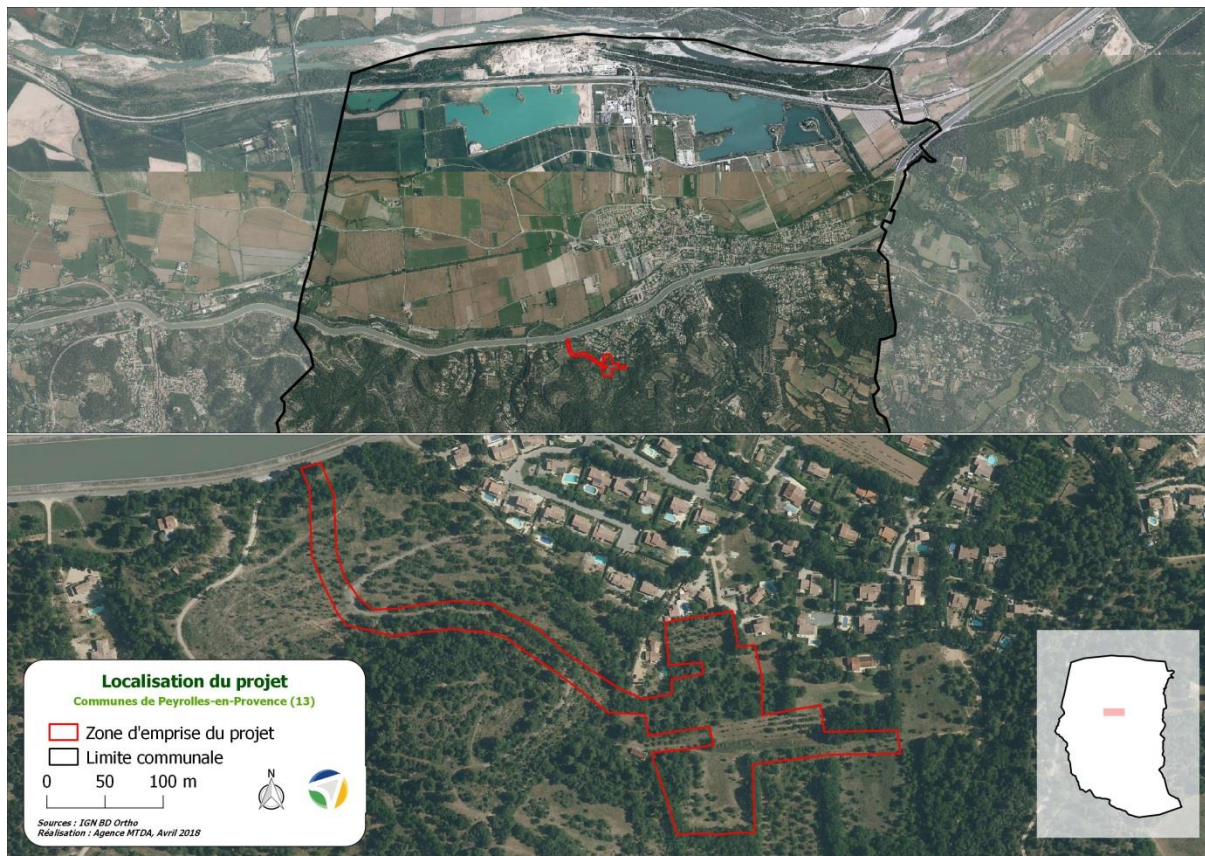 Localisation du projet
Communes de Peyrolles-en-Provence (13)
Zone d'emprise du projet
Limite communale
0 50 100 m
N
Sources : IGN BD Ortho
Réalisation : Agence MTDA, Avril 2018